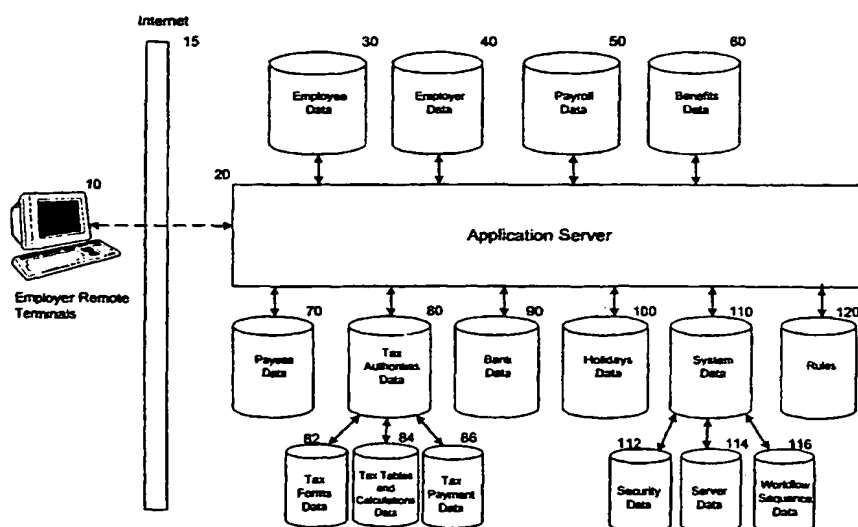 Internet
15
30
40
50
60
Employee
Data
Employer
Data
Payroll
Data
Benefits
Data
10
20
Application Server
Employer Remote
Terminals
70
80
90
100
110
120
Payees
Data
Tax
Authorities
Data
Bank
Data
Holidays
Data
System
Data
Rules
82
84
86
112
114
116
Tax
Forms
Data
Tax Tables
and
Calculations
Data
Tax
Payment
Data
Security
Data
Server
Data
Workflow
Sequence
Data